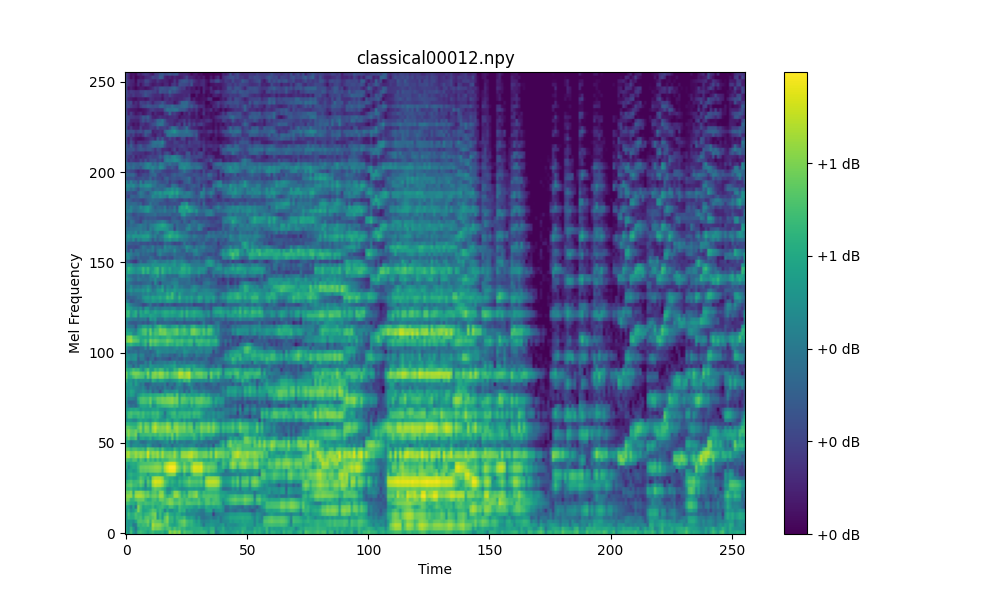 classical00012.npy
Mel Frequency
250
200
150
100
50
0
0 50 100 150 200 250
Time
+1 dB
+1 dB
+0 dB
+0 dB
+0 dB